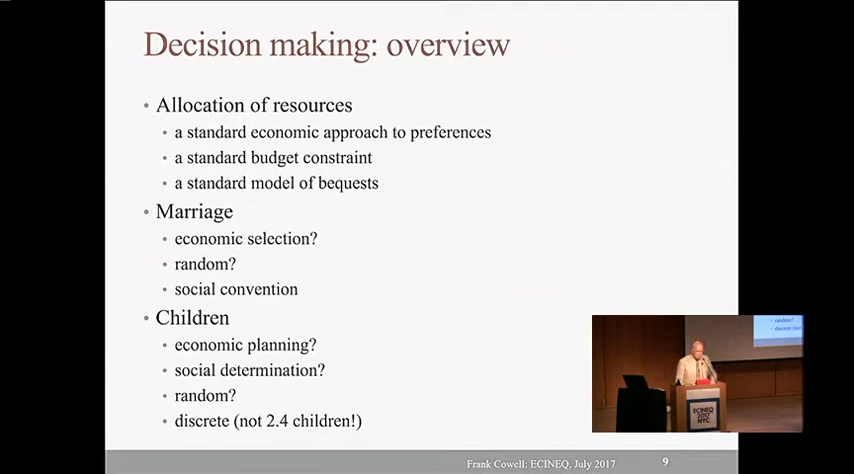 Decision making: overview
• Allocation of resources
• a standard economic approach to preferences
• a standard budget constraint
• a standard model of bequests
• Marriage
• economic selection?
• random?
• social convention
• Children
• economic planning?
• social determination?
• random?
• discrete (not 2.4 children!)
Frank Cowell: ECINEQ, July 2017
9
ECINEQ
2017
NYC